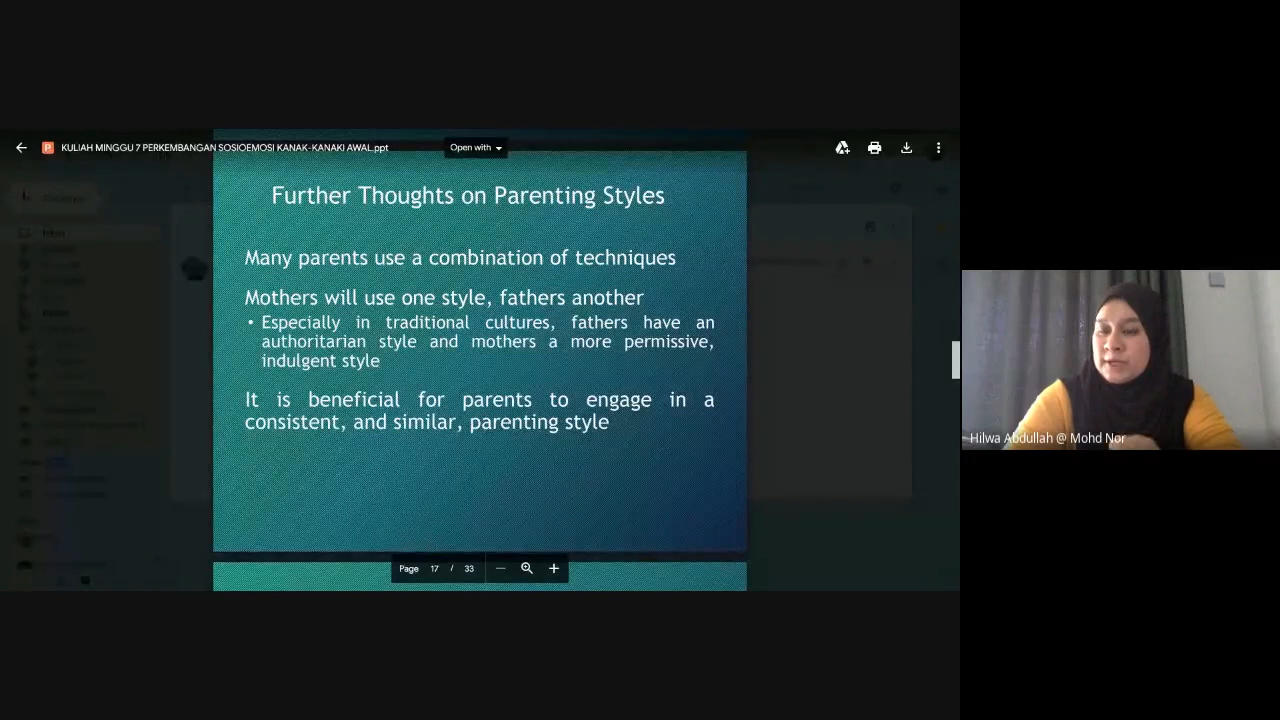 KULIAH MINGGU 7 PERKEMBANGAN SOSIOEMOSI KANAK-KANAKI AWAL.ppt
Open with
Further Thoughts on Parenting Styles
Many parents use a combination of techniques
Mothers will use one style, fathers another
• Especially in traditional cultures, fathers have an
authoritarian style and mothers a more permissive,
indulgent style
It is beneficial for parents to engage in a
consistent, and similar, parenting style
Page 17 / 33
Hilwa Abdullah @ Mohd Nor